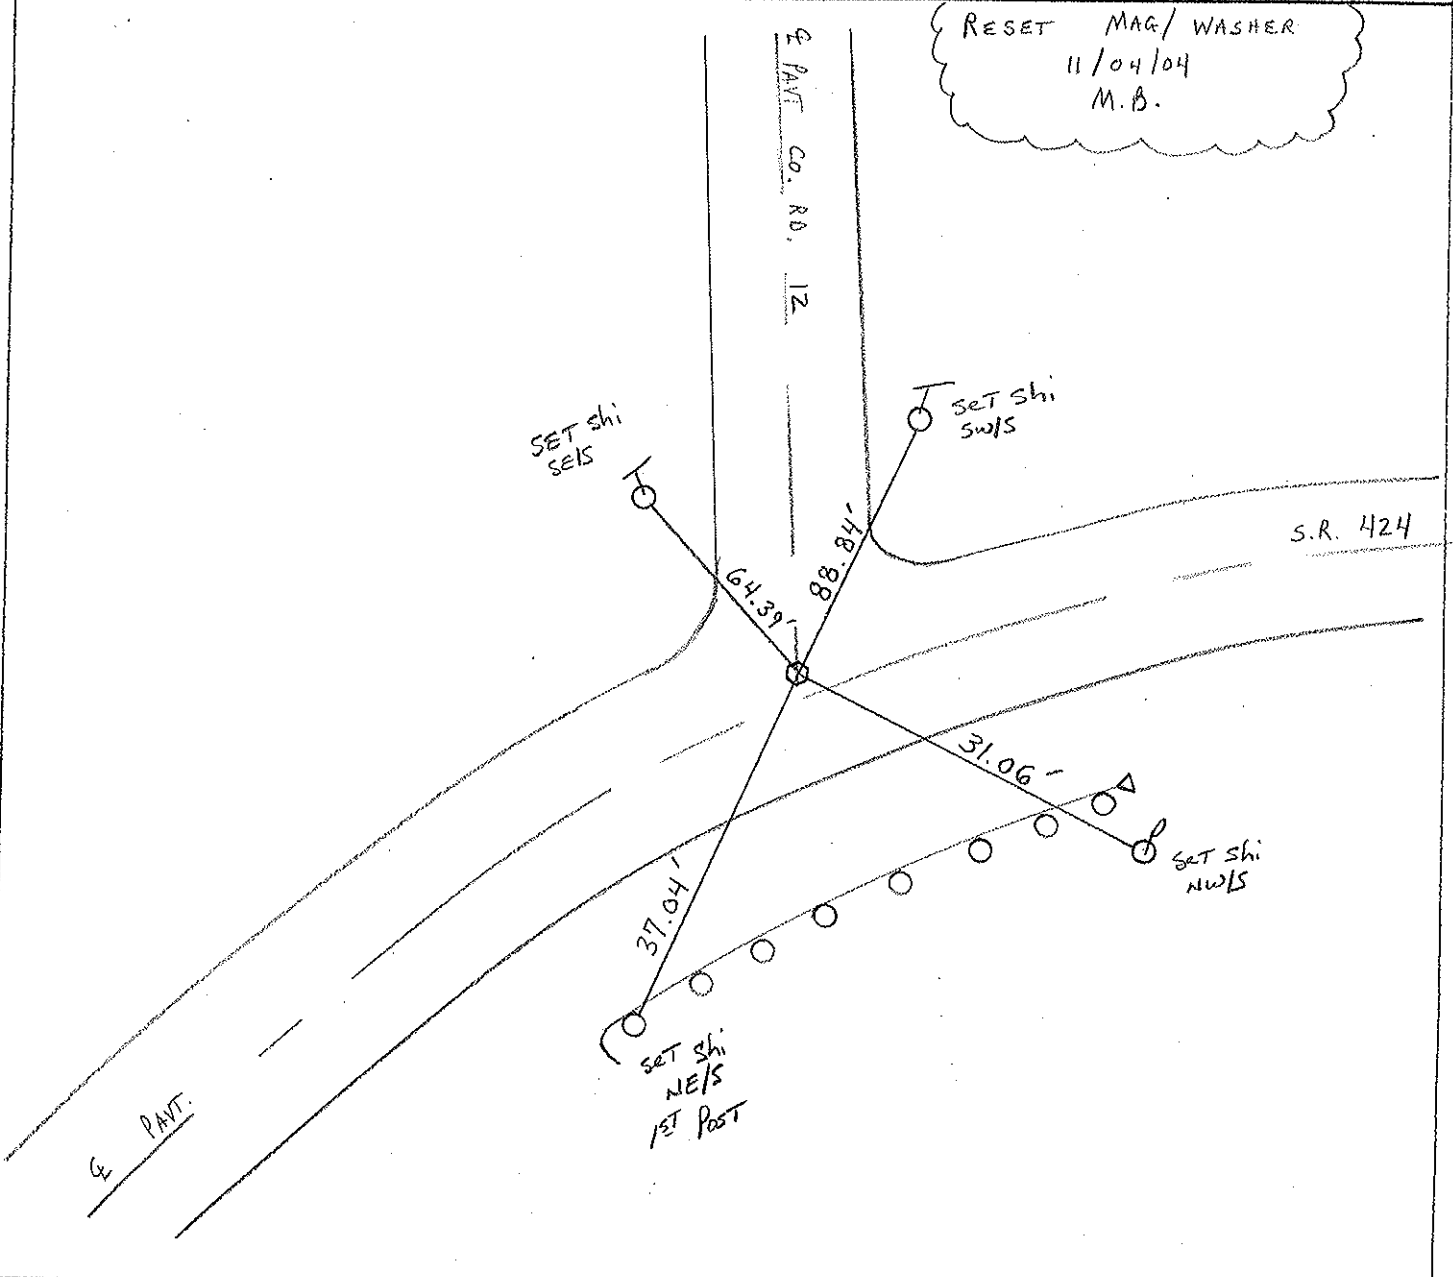 RESET MAG/ WASHER
11/04/04
M.B.
℄ PAVT CO. RD. 12
SET Shi
SE/S
SET Shi
SW/S
S.R. 424
64.39'
88.84'
31.06'
37.04'
SET Shi
NW/S
SET Shi
NE/S
1ST POST
℄ PAVT.